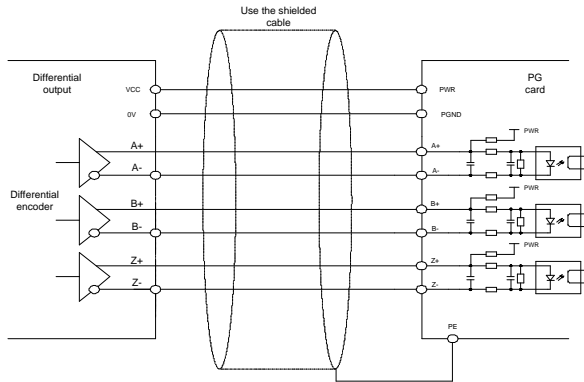 Use the shielded
cable
Differential
output
PG
card
VCC
PWR
0V
PGND
PWR
A+
A+
A-
A-
PWR
Differential
encoder
B+
B+
B-
B-
PWR
Z+
Z+
Z-
Z-
PE